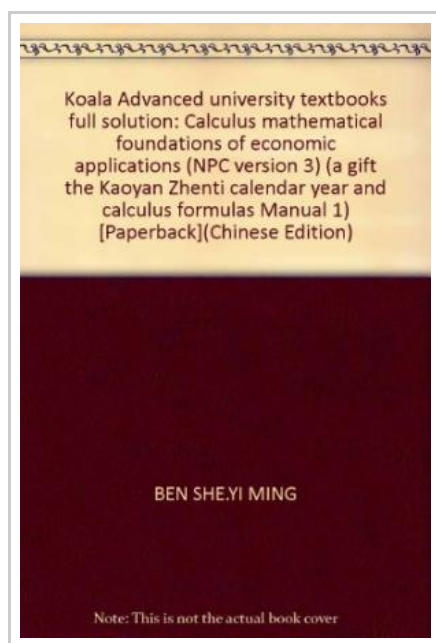 Koala Advanced university textbooks
full solution: Calculus mathematical
foundations of economic
applications (NPC version 3) (a gift
the Kaoyan Zhenti calendar year and
calculus formulas Manual 1)
[Paperback](Chinese Edition)
BEN SHE.YI MING
Note: This is not the actual book cover